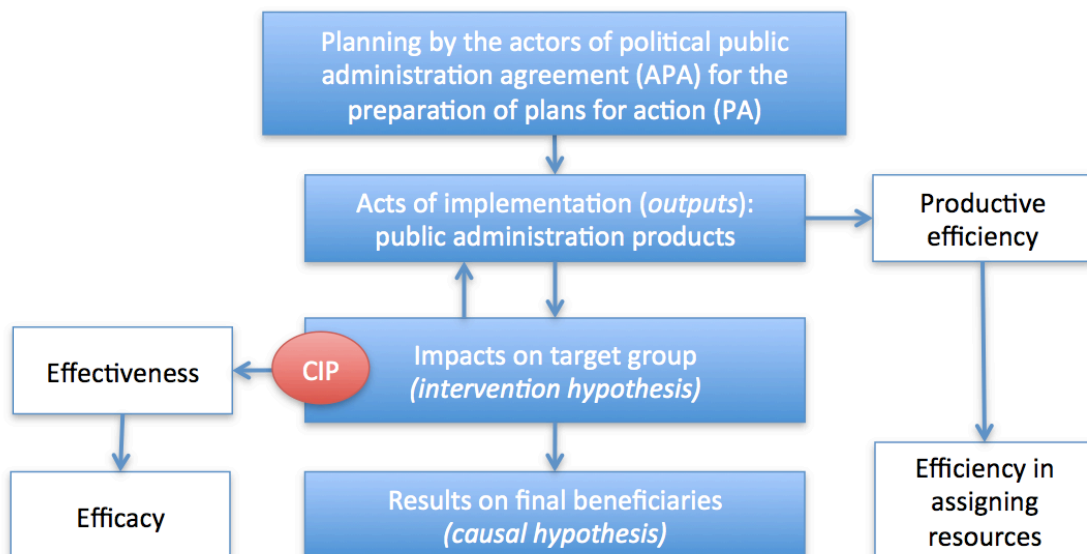 Planning by the actors of political public
administration agreement (APA) for the
preparation of plans for action (PA)
Acts of implementation (outputs):
public administration products
Productive
efficiency
Effectiveness
CIP
Impacts on target group
(intervention hypothesis)
Efficacy
Results on final beneficiaries
(causal hypothesis)
Efficiency in
assigning
resources